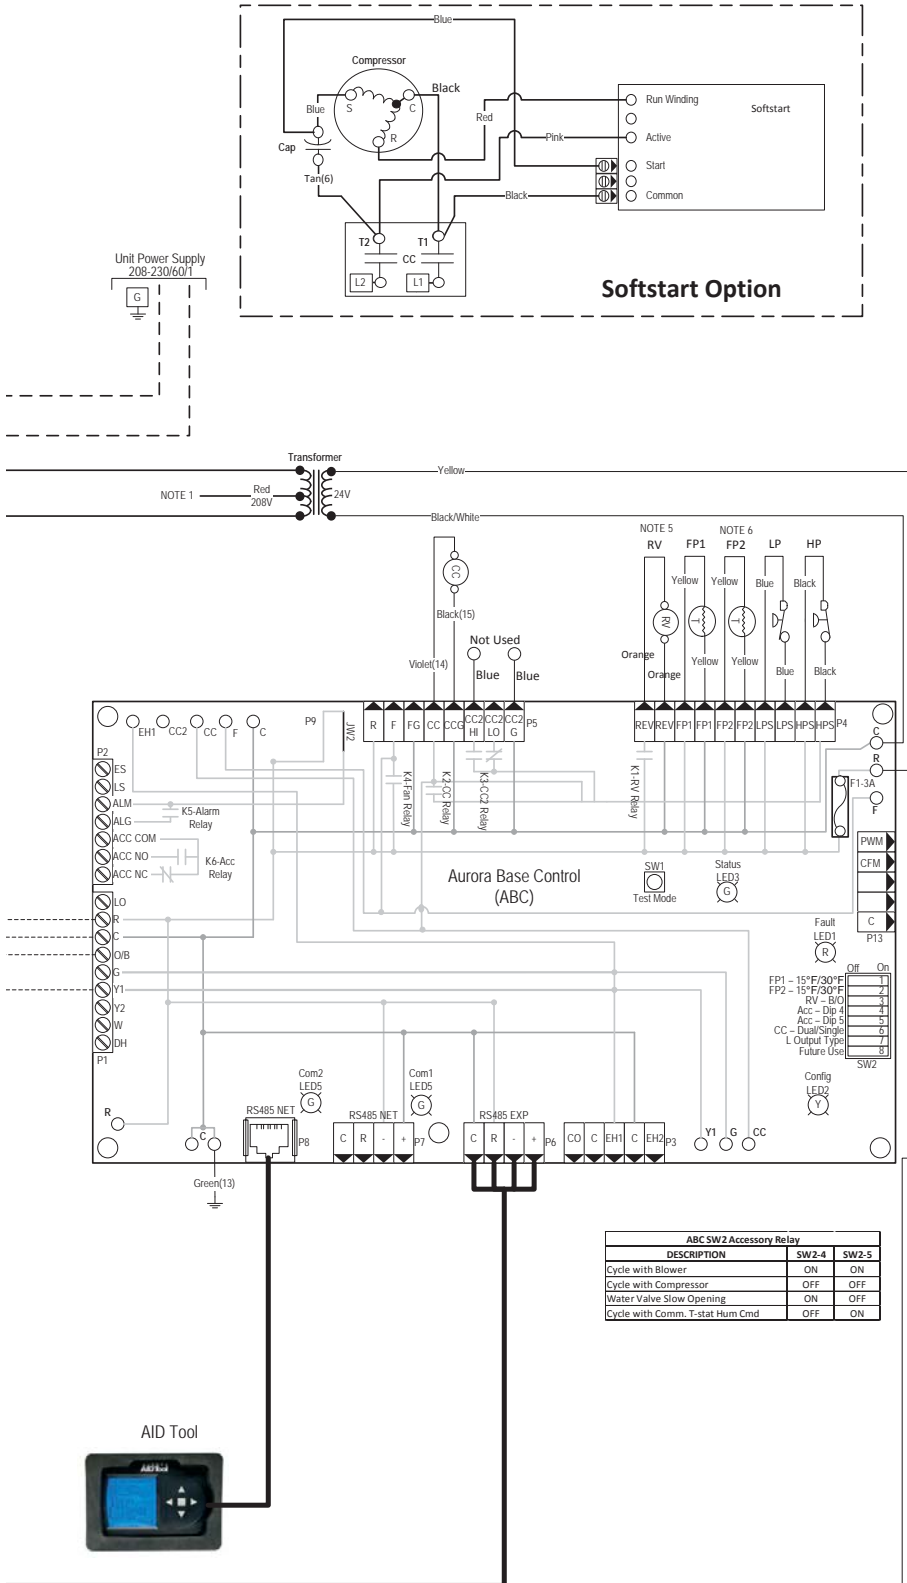 Blue
Compressor
Black
S
C
R
Blue
Red
Cap
Tan(6)
Pink
Black
Run Winding
Softstart
Active
Start
Common
T2
T1
CC
L2
L1
Softstart Option
Unit Power Supply
208-230/60/1
G
Transformer
Yellow
NOTE 1
Red
208V
24V
Black/White
NOTE 5
RV
FP1
NOTE 6
FP2
LP
HP
CC
Black(15)
Not Used
Violet(14)
Blue
Blue
Yellow
Yellow
Blue
Black
RV
T
T
Orange
Orange
Yellow
Yellow
Blue
Black
EH1
CC2
CC
F
C
P9
JW2
R
F
FG
CC
CCG
CC2
HI
CC2
LO
CC2
G
P5
REV
REV
FP1
FP1
FP2
FP2
LPS
LPS
HPS
HPS
P4
C
R
F1-3A
F
P2
ES
LS
ALM
ALG
ACC COM
ACC NO
ACC NC
K5-Alarm
Relay
K6-Acc
Relay
K4-Fan Relay
K2-CC Relay
K3-CC2 Relay
K1-RV Relay
Aurora Base Control
(ABC)
SW1
Test Mode
Status
LED3
G
PWM
CFM
C
P13
LO
R
C
O/B
G
Y1
Y2
W
DH
P1
Fault
LED1
R
Off
On
FP1 – 15°F/30°F
1
FP2 – 15°F/30°F
2
RV – B/O
3
Acc – Dip 4
4
Acc – Dip 5
5
CC – Dual/Single
6
L Output Type
7
Future Use
8
SW2
Config
LED2
Y
Com2
LED5
G
Com1
LED5
G
R
C
RS485 NET
P8
RS485 NET
C
R
-
+
P7
RS485 EXP
C
R
-
+
P6
CO
C
EH1
C
EH2
P3
Y1
G
CC
Green(13)
ABC SW2 Accessory Relay
DESCRIPTION SW2-4 SW2-5
Cycle with Blower ON ON
Cycle with Compressor OFF OFF
Water Valve Slow Opening ON OFF
Cycle with Comm. T-stat Hum Cmd OFF ON
AID Tool